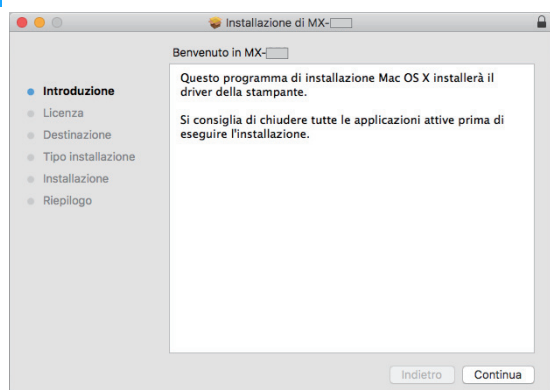 Installazione di MX-
Benvenuto in MX-
Introduzione
Licenza
Destinazione
Tipo installazione
Installazione
Riepilogo
Questo programma di installazione Mac OS X installerà il
driver della stampante.
Si consiglia di chiudere tutte le applicazioni attive prima di
eseguire l'installazione.
Indietro
Continua